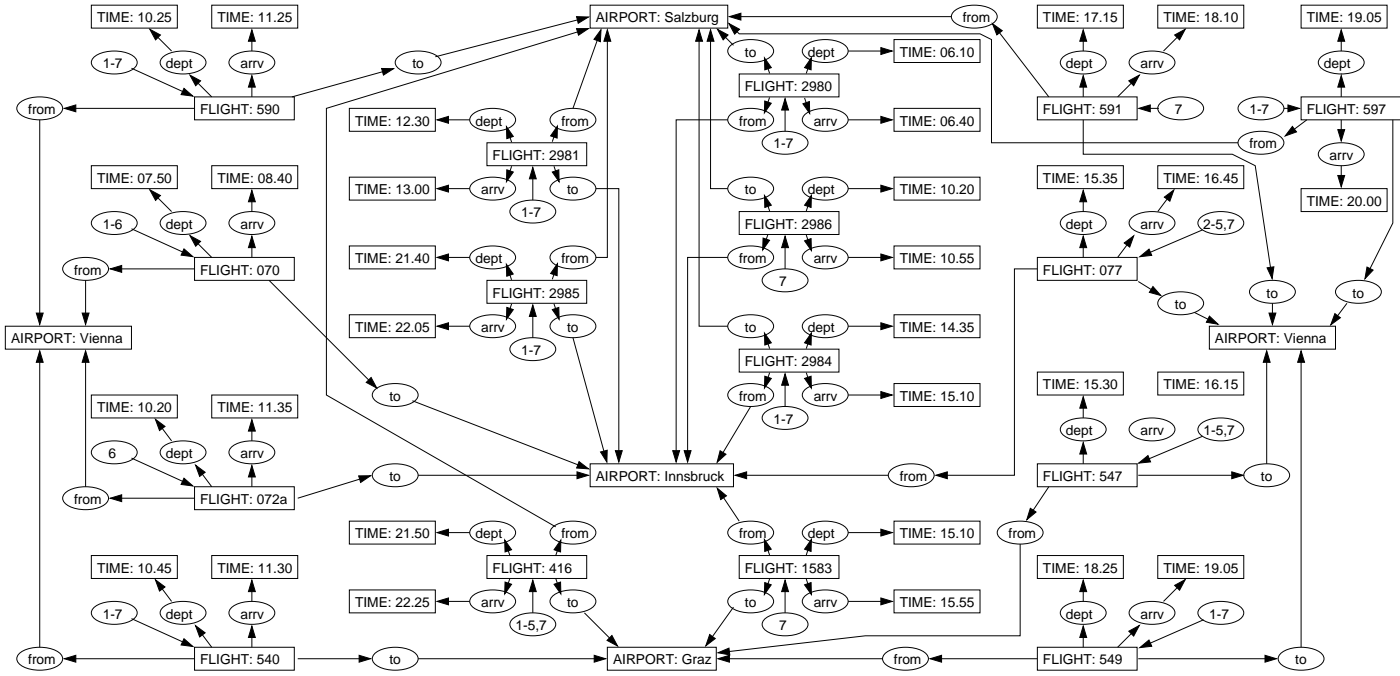 TIME: 10.25
TIME: 11.25
AIRPORT: Salzburg
from
TIME: 17.15
TIME: 18.10
TIME: 19.05
1-7
dept
arrv
to
to
dept
TIME: 06.10
dept
arrv
dept
from
FLIGHT: 590
FLIGHT: 2980
FLIGHT: 591
7
1-7
FLIGHT: 597
TIME: 12.30
dept
from
from
arrv
TIME: 06.40
from
FLIGHT: 2981
1-7
arrv
TIME: 07.50
TIME: 08.40
TIME: 13.00
arrv
to
to
dept
TIME: 10.20
TIME: 15.35
TIME: 16.45
TIME: 20.00
1-6
dept
arrv
1-7
FLIGHT: 2986
dept
arrv
2-5,7
from
FLIGHT: 070
TIME: 21.40
dept
from
from
arrv
TIME: 10.55
FLIGHT: 077
FLIGHT: 2985
7
to
to
to
AIRPORT: Vienna
TIME: 22.05
arrv
to
to
dept
TIME: 14.35
AIRPORT: Vienna
1-7
FLIGHT: 2984
TIME: 10.20
TIME: 11.35
to
from
arrv
TIME: 15.10
TIME: 15.30
TIME: 16.15
1-7
6
dept
arrv
dept
arrv
1-5,7
from
FLIGHT: 072a
to
AIRPORT: Innsbruck
from
FLIGHT: 547
to
TIME: 21.50
dept
from
from
dept
TIME: 15.10
from
TIME: 10.45
TIME: 11.30
FLIGHT: 416
FLIGHT: 1583
TIME: 18.25
TIME: 19.05
1-7
dept
arrv
TIME: 22.25
arrv
to
to
arrv
TIME: 15.55
dept
arrv
1-7
1-5,7
7
from
FLIGHT: 540
to
AIRPORT: Graz
from
FLIGHT: 549
to